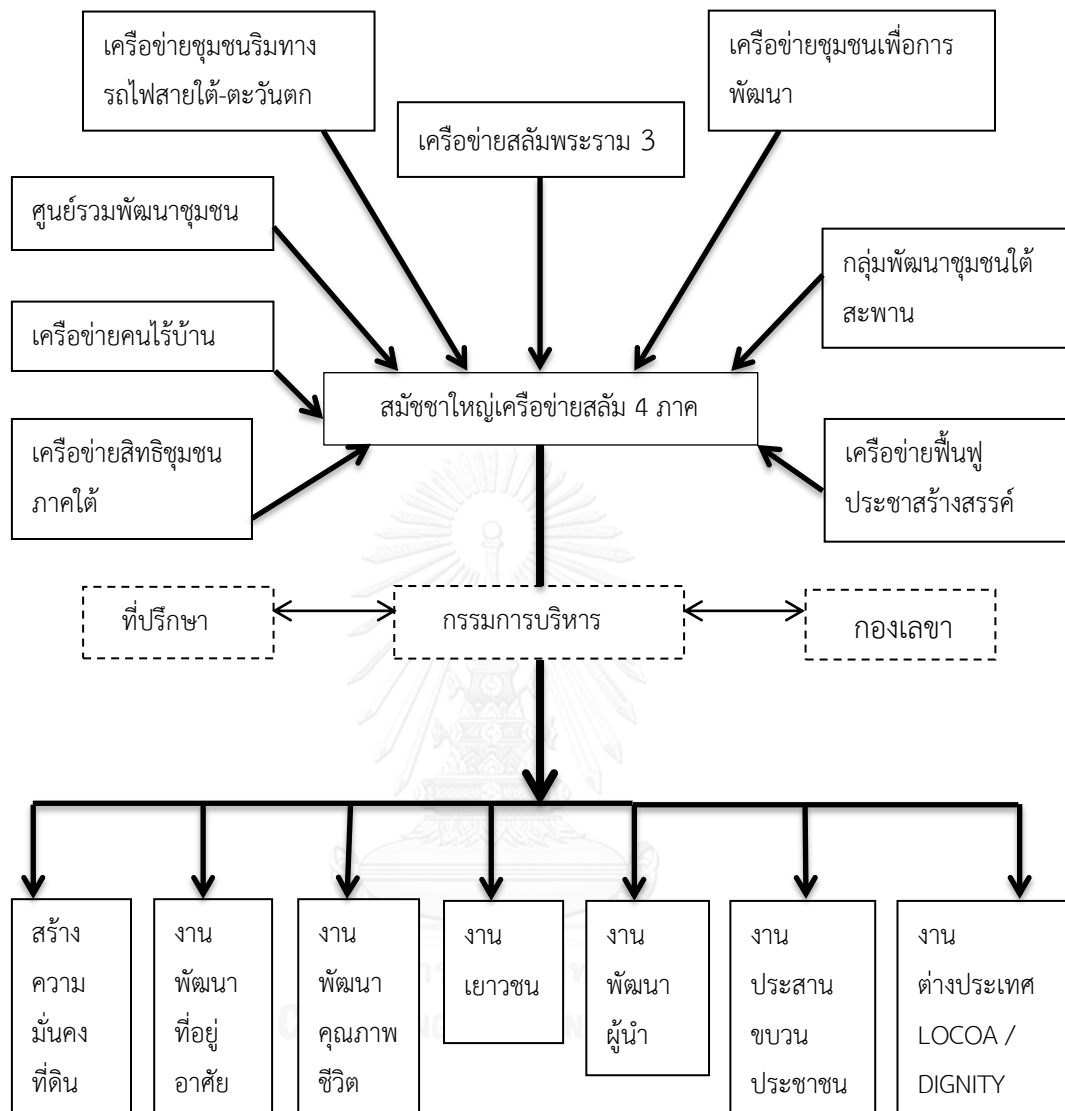 เครือข่ายชุมชนริมทาง
รถไฟสายใต้-ตะวันตก
เครือข่ายชุมชนเพื่อการ
พัฒนา
เครือข่ายสลัมพระราม 3
ศูนย์รวมพัฒนาชุมชน
กลุ่มพัฒนาชุมชนใต้
สะพาน
เครือข่ายคนไร้บ้าน
สมัชชาใหญ่เครือข่ายสลัม 4 ภาค
เครือข่ายสิทธิชุมชน
ภาคใต้
เครือข่ายฟื้นฟู
ประชาสร้างสรรค์
ที่ปรึกษา
กรรมการบริหาร
กองเลขา
สร้าง
ความ
มั่นคง
ที่ดิน
งาน
พัฒนา
ที่อยู่
อาศัย
งาน
พัฒนา
คุณภาพ
ชีวิต
งาน
เยาวชน
งาน
พัฒนา
ผู้นำ
งาน
ประสาน
ขบวน
ประชาชน
งาน
ต่างประเทศ
LOCOA /
DIGNITY